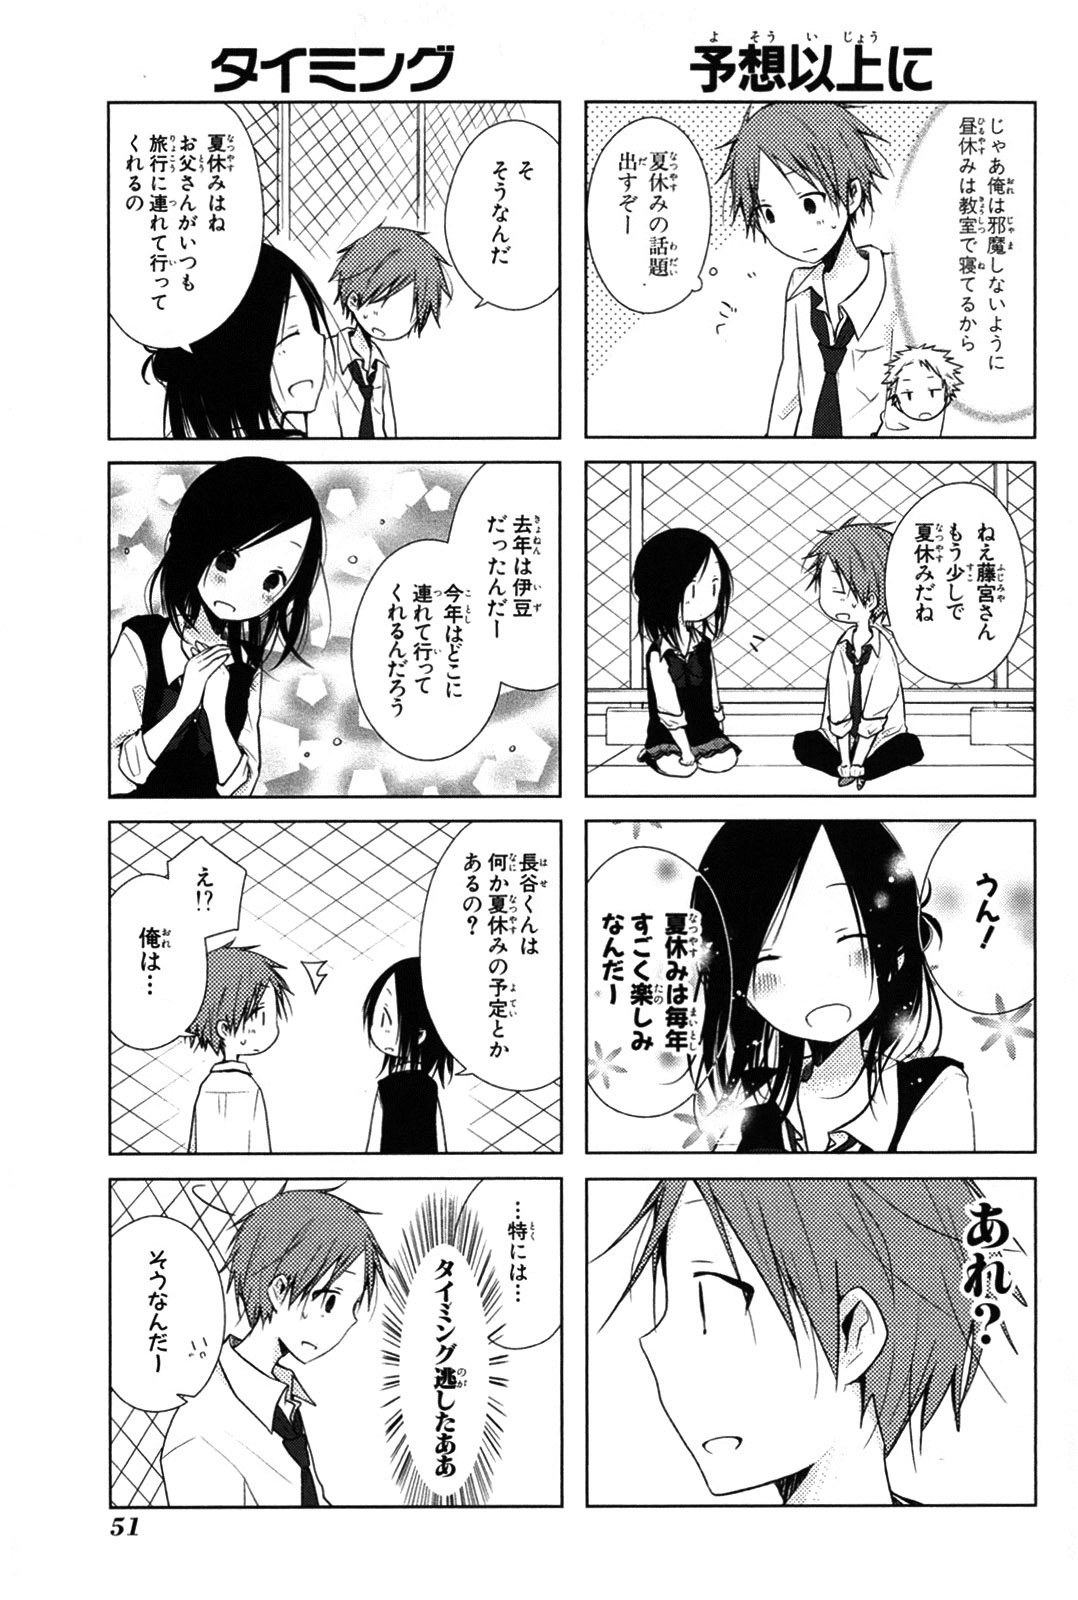 予想以上に
じゃあ俺は邪魔しないように
昼休みは教室で寝てるから
夏休みの話題
出すぞー
ねえ藤宮さん
もう少しで
夏休みだね
うん！
夏休みは毎年
すごく楽しみ
なんだー
あれ？
タイミング
そ
そうなんだ
夏休みはね
お父さんがいつも
旅行に連れて行って
くれるの
去年は伊豆
だったんだー
今年はどこに
連れて行って
くれるんだろう
長谷くんは
何か夏休みの予定とか
あるの？
え!?
俺は…
…特には…
タイミング逃したああ
そうなんだー
51